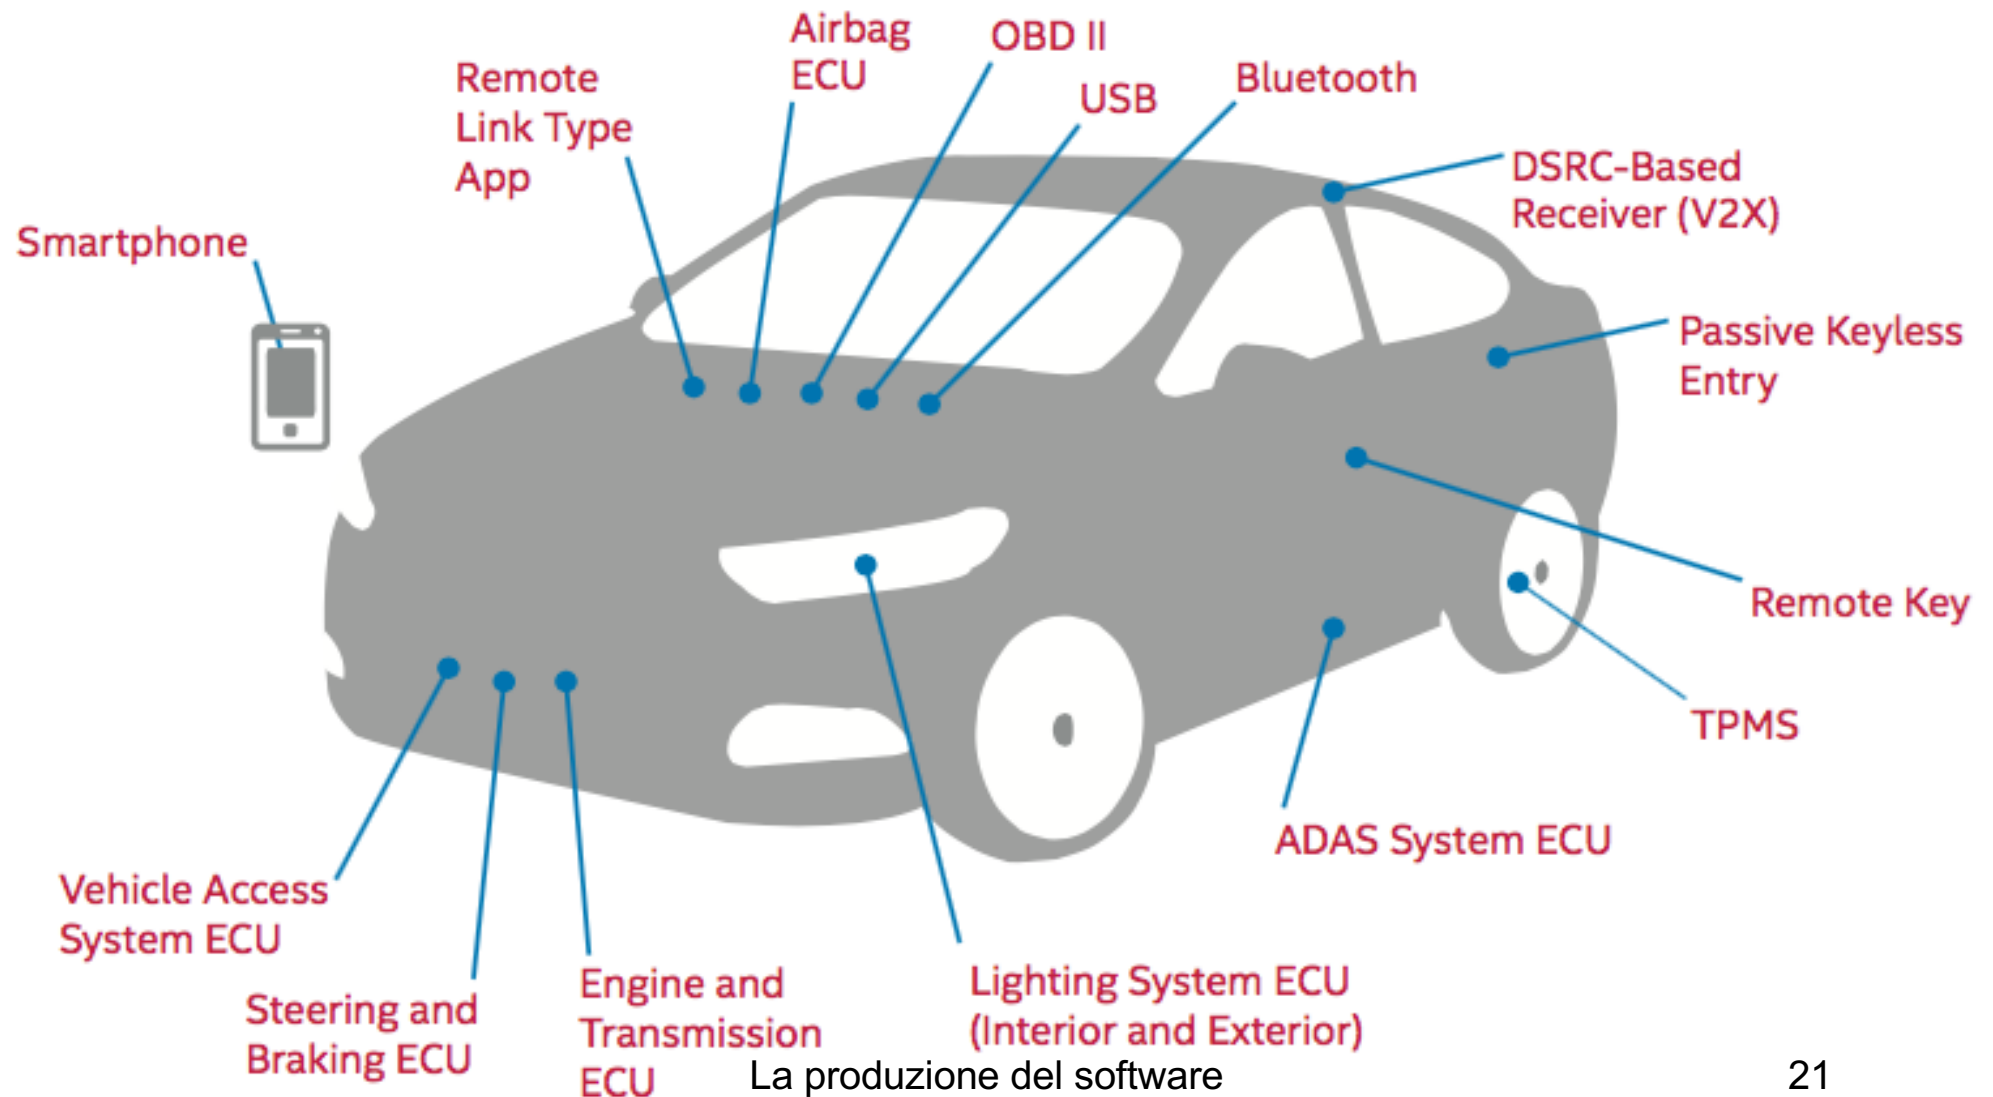 Airbag
ECU
OBD II
Remote
Link Type
App
USB
Bluetooth
DSRC-Based
Receiver (V2X)
Smartphone
Passive Keyless
Entry
Remote Key
TPMS
ADAS System ECU
Vehicle Access
System ECU
Steering and
Braking ECU
Engine and
Transmission
ECU
Lighting System ECU
(Interior and Exterior)
La produzione del software
21